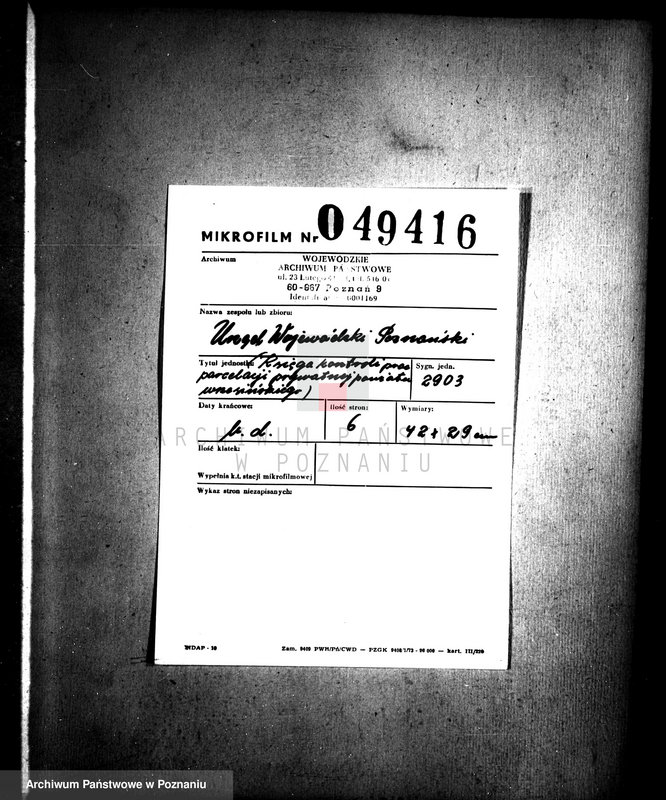 MIKROFILM Nr 049416
Archiwum
WOJEWÓDZKIE
ARCHIWUM PAŃSTWOWE
ul. 23 Lutego
60-967 Poznań 9
Nazwa zespołu lub zbioru:
Urząd Wojewódzki Poznański
Tytuł jednostki (Księga kontroli prac
parcelacji prywatnej powiatu
wrzesińskiego)
Sygn. jedn.
2903
Daty krańcowe:
b. d.
Ilość stron:
6
Wymiary:
42 x 29 cm
ARCHIWUM PAŃSTWOWE
W POZNANIU
Ilość klatek:
Wypełnia k.t. stacji mikrofilmowej
Wykaz stron niezapisanych:
NDAP - 10
Archiwum Państwowe w Poznaniu